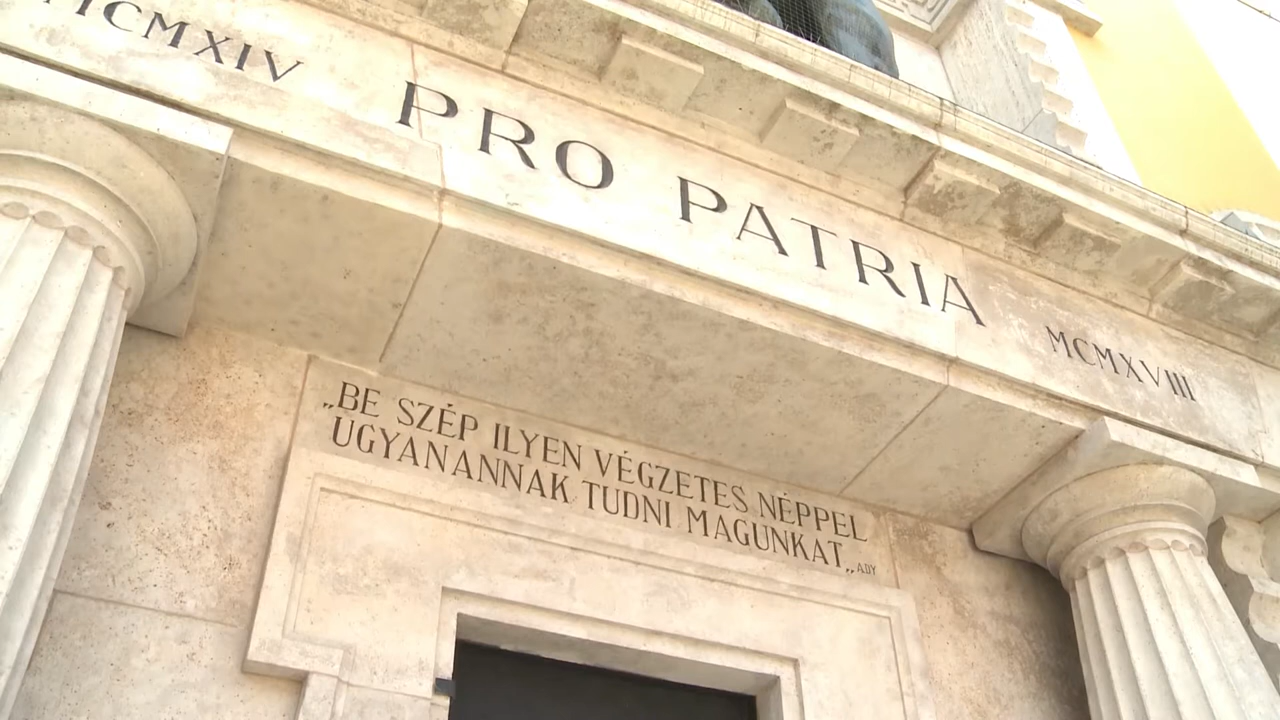 MCMXIV
PRO PATRIA
MCMXVIII
„BE SZÉP ILYEN VÉGZETES NÉPPEL
UGYANANNAK TUDNI MAGUNKAT„ ADY